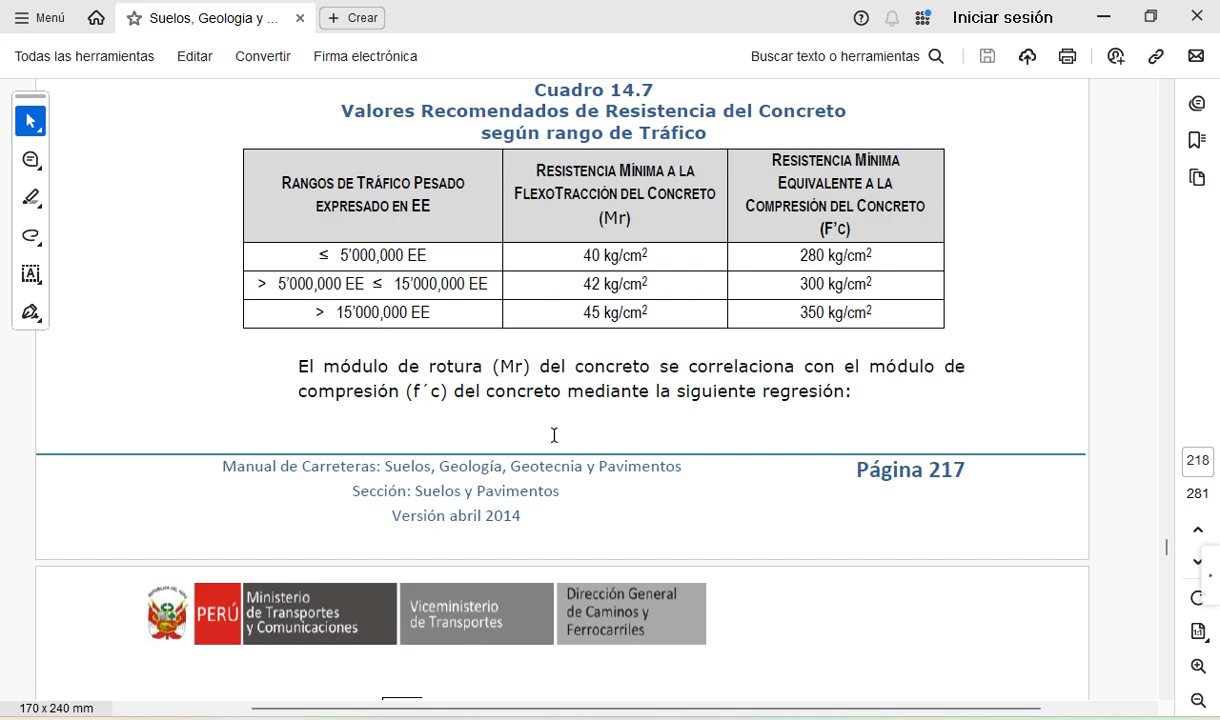 Menú
Suelos, Geologia y ...
Crear
Iniciar sesión
Todas las herramientas
Editar
Convertir
Firma electrónica
Buscar texto o herramientas
Cuadro 14.7
Valores Recomendados de Resistencia del Concreto
según rango de Tráfico
RANGOS DE TRÁFICO PESADO
EXPRESADO EN EE
RESISTENCIA MÍNIMA A LA
FLEXOTRACCIÓN DEL CONCRETO
(Mr)
RESISTENCIA MÍNIMA
EQUIVALENTE A LA
COMPRESIÓN DEL CONCRETO
(F'C)
≤ 5'000,000 EE
40 kg/cm2
280 kg/cm2
> 5'000,000 EE ≤ 15'000,000 EE
42 kg/cm2
300 kg/cm2
> 15'000,000 EE
45 kg/cm2
350 kg/cm2
El módulo de rotura (Mr) del concreto se correlaciona con el módulo de
compresión (f´c) del concreto mediante la siguiente regresión:
Manual de Carreteras: Suelos, Geología, Geotecnia y Pavimentos
Página 217
Sección: Suelos y Pavimentos
Versión abril 2014
218
281
PERÚ
Ministerio
de Transportes
y Comunicaciones
Viceministerio
de Transportes
Dirección General
de Caminos y
Ferrocarriles
170 x 240 mm